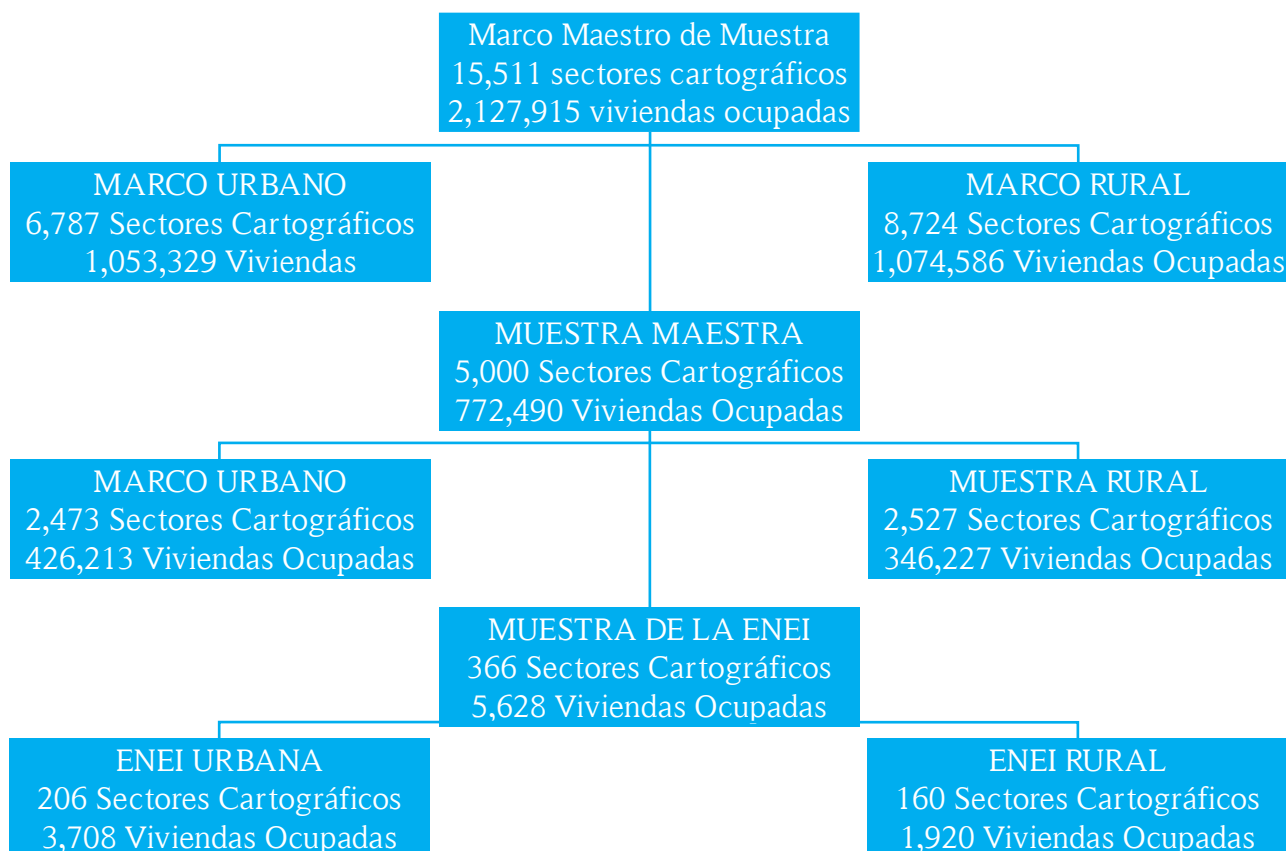 Marco Maestro de Muestra
15,511 sectores cartográficos
2,127,915 viviendas ocupadas
MARCO URBANO
6,787 Sectores Cartográficos
1,053,329 Viviendas
MARCO RURAL
8,724 Sectores Cartográficos
1,074,586 Viviendas Ocupadas
MUESTRA MAESTRA
5,000 Sectores Cartográficos
772,490 Viviendas Ocupadas
MARCO URBANO
2,473 Sectores Cartográficos
426,213 Viviendas Ocupadas
MUESTRA RURAL
2,527 Sectores Cartográficos
346,227 Viviendas Ocupadas
MUESTRA DE LA ENEI
366 Sectores Cartográficos
5,628 Viviendas Ocupadas
ENEI URBANA
206 Sectores Cartográficos
3,708 Viviendas Ocupadas
ENEI RURAL
160 Sectores Cartográficos
1,920 Viviendas Ocupadas